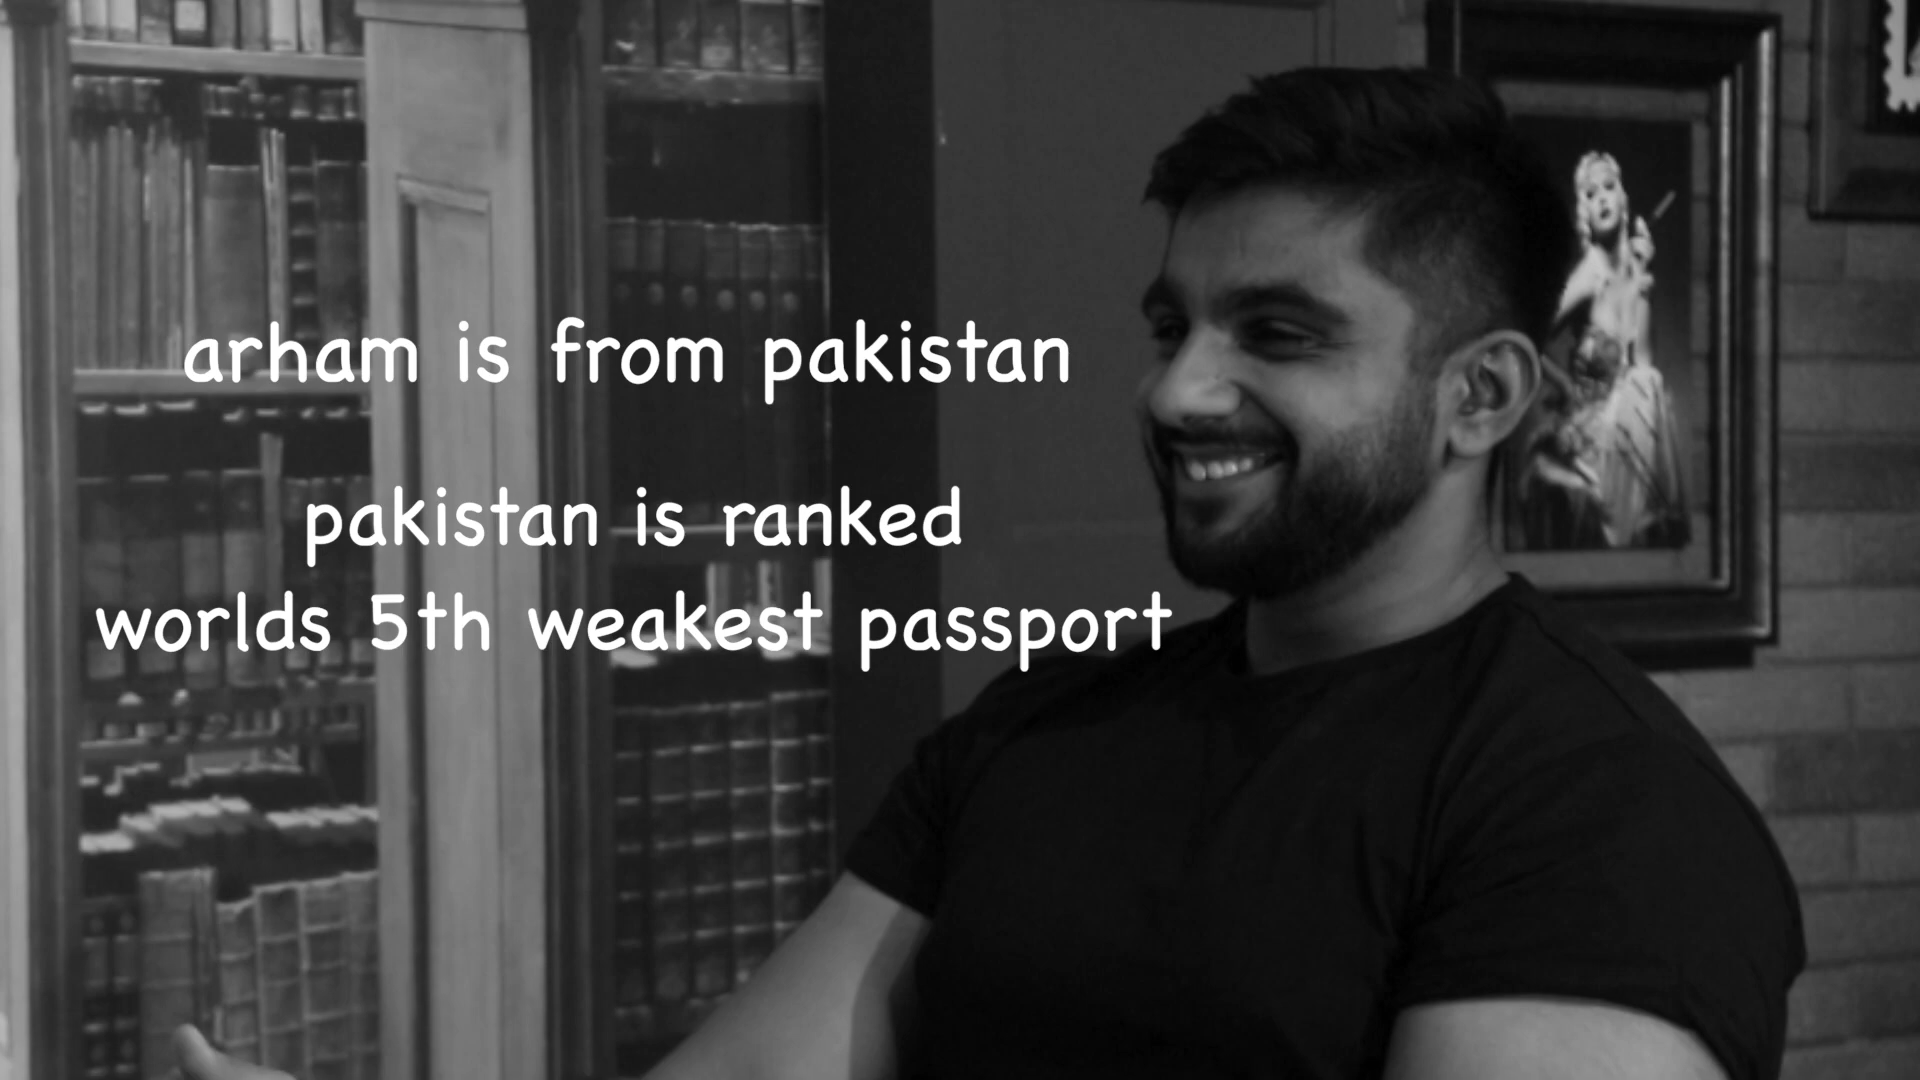 arham is from pakistan
pakistan is ranked
worlds 5th weakest passport